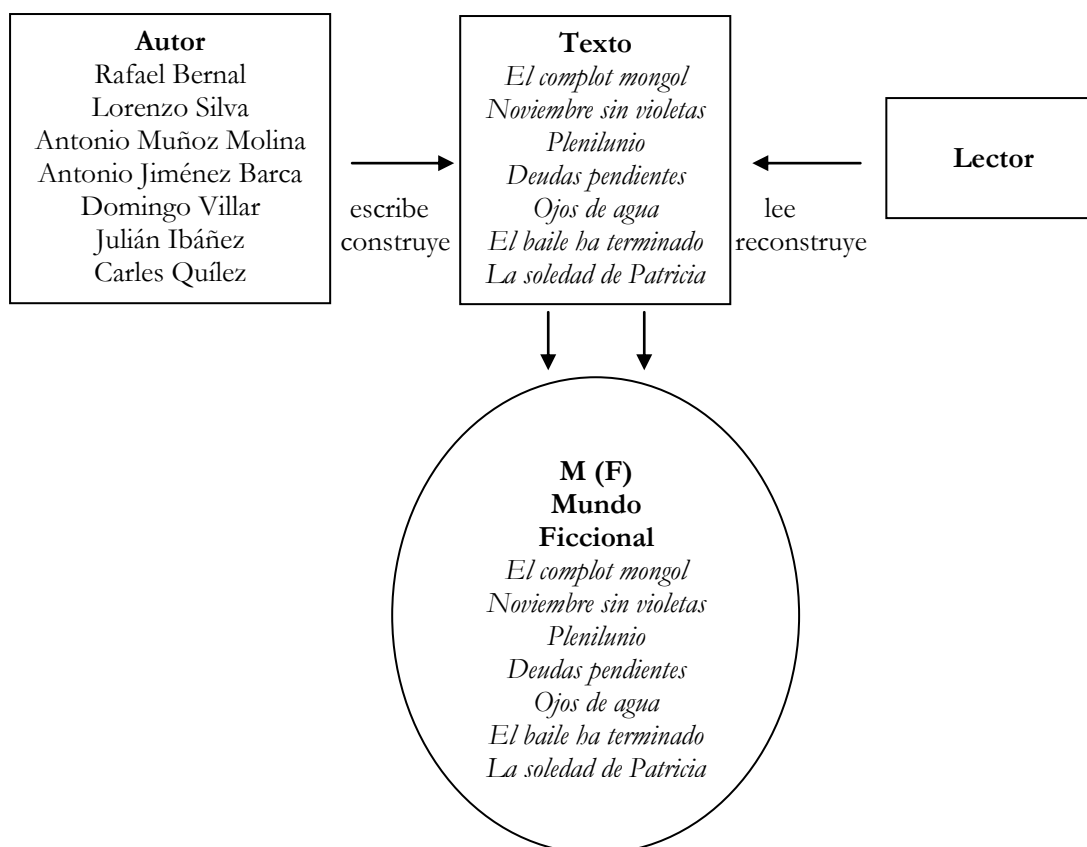 Autor
Rafael Bernal
Lorenzo Silva
Antonio Muñoz Molina
Antonio Jiménez Barca
Domingo Villar
Julián Ibáñez
Carles Quílez
escribe
construye
Texto
El complot mongol
Noviembre sin violetas
Plenilunio
Deudas pendientes
Ojos de agua
El baile ha terminado
La soledad de Patricia
lee
reconstruye
Lector
M (F)
Mundo
Ficcional
El complot mongol
Noviembre sin violetas
Plenilunio
Deudas pendientes
Ojos de agua
El baile ha terminado
La soledad de Patricia